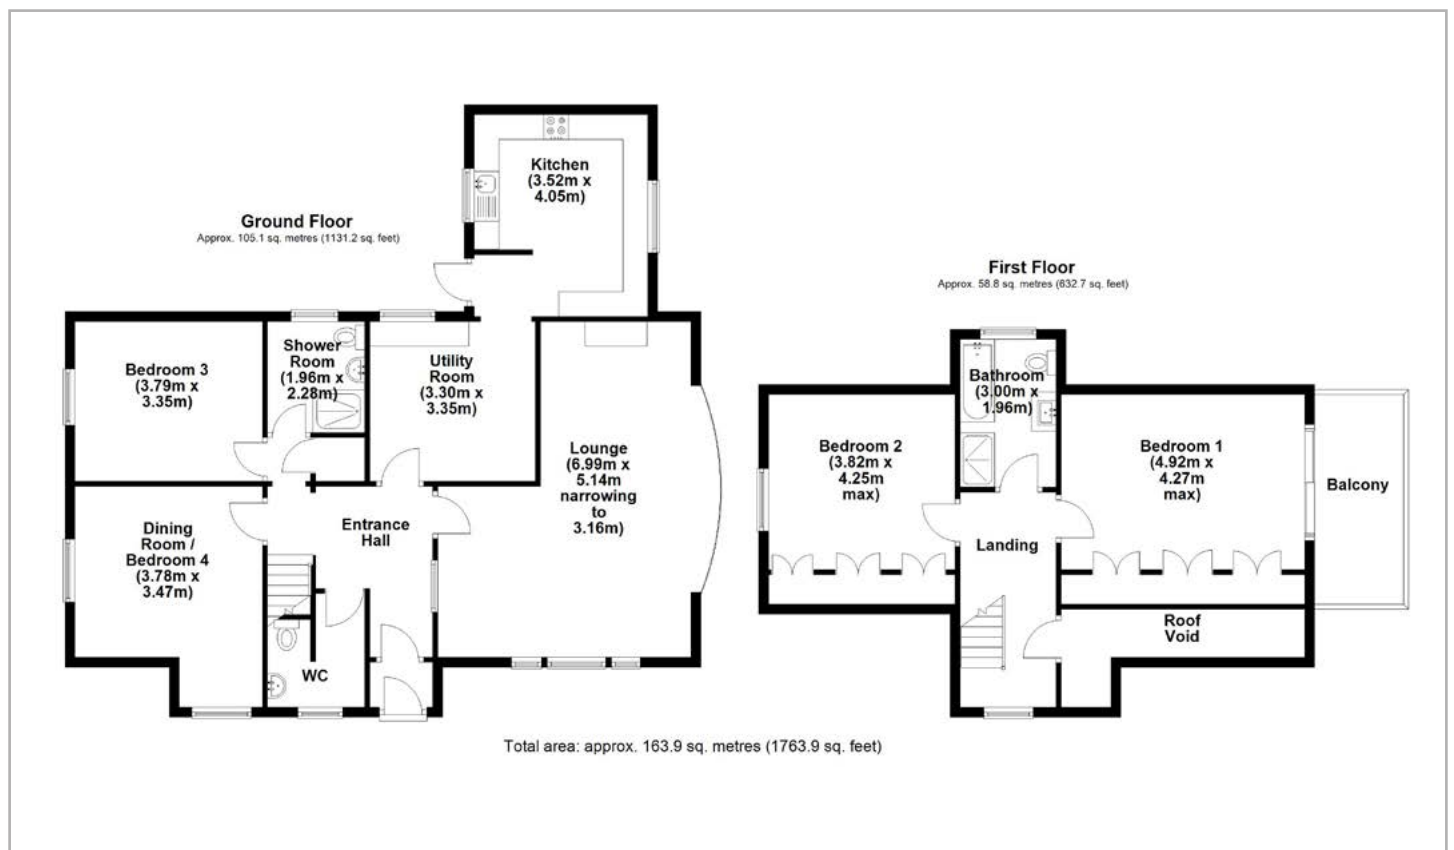 Ground Floor
Approx. 105.1 sq. metres (1131.2 sq. feet)
Kitchen
(3.52m x
4.05m)
Bedroom 3
(3.79m x
3.35m)
Shower
Room
(1.96m x
2.28m)
Utility
Room
(3.30m x
3.35m)
Lounge
(6.99m x
5.14m
narrowing
to
3.16m)
Dining
Room /
Bedroom 4
(3.78m x
3.47m)
Entrance
Hall
WC
First Floor
Approx. 58.8 sq. metres (632.7 sq. feet)
Bathroom
(3.00m x
1.96m)
Bedroom 2
(3.82m x
4.25m
max)
Bedroom 1
(4.92m x
4.27m
max)
Balcony
Landing
Roof
Void
Total area: approx. 163.9 sq. metres (1763.9 sq. feet)